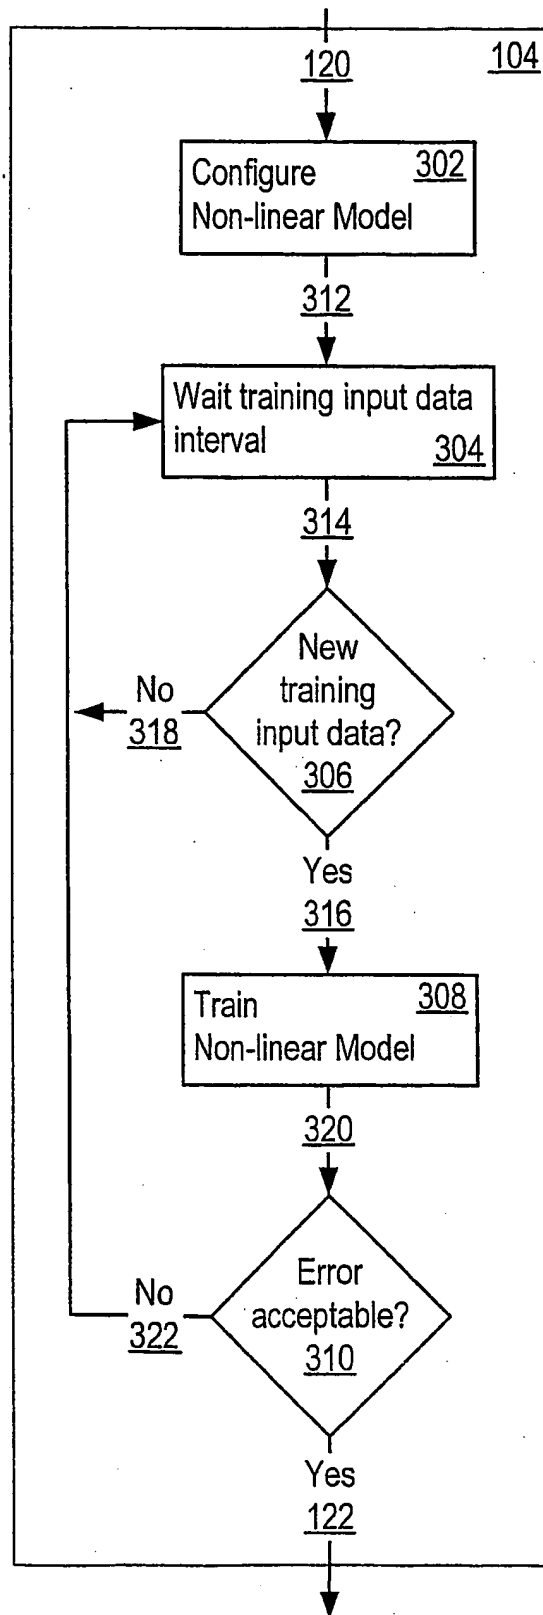 104
120
Configure 302
Non-linear Model
312
Wait training input data
interval 304
314
New
training
input data?
306
No
318
Yes
316
Train 308
Non-linear Model
320
Error
acceptable?
310
No
322
Yes
122